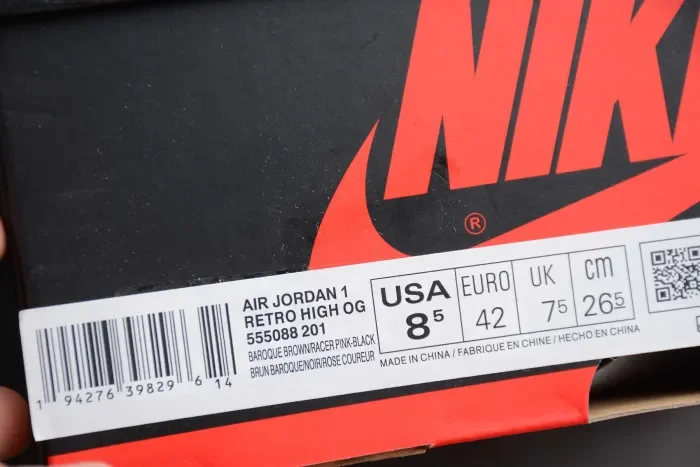 NIKE
®
AIR JORDAN 1
RETRO HIGH OG
555088 201
BAROQUE BROWN/RACER PINK-BLACK
BRUN BAROQUE/NOIR/ROSE COUREUR
USA
8⁵
EURO
42
UK
7⁵
cm
26⁵
MADE IN CHINA / FABRIQUE EN CHINE / HECHO EN CHINA
1 94276 39829 6 14